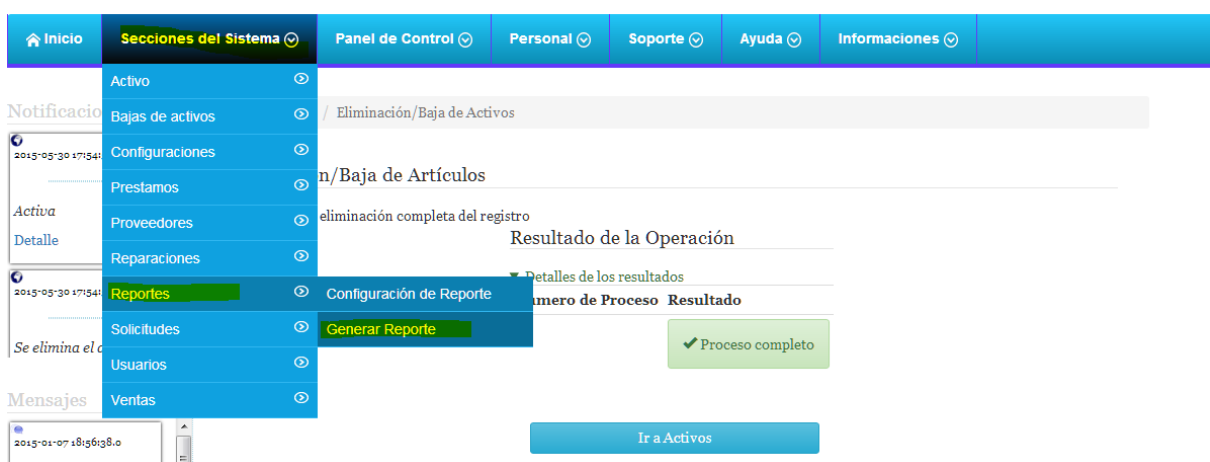 Inicio
Secciones del Sistema
Panel de Control
Personal
Soporte
Ayuda
Informaciones
Activo
Bajas de activos
Configuraciones
Prestamos
Proveedores
Reparaciones
Reportes
Solicitudes
Usuarios
Ventas
Configuración de Reporte
Generar Reporte
/ Eliminación/Baja de Activos
n/Baja de Artículos
eliminación completa del registro
Resultado de la Operación
Detalles de los resultados
mero de Proceso Resultado
Proceso completo
Ir a Activos
Notificacio
2015-05-30 17:54:
Activa
Detalle
2015-05-30 17:54:
Se elimina el
Mensajes
2015-01-07 18:56:38.0